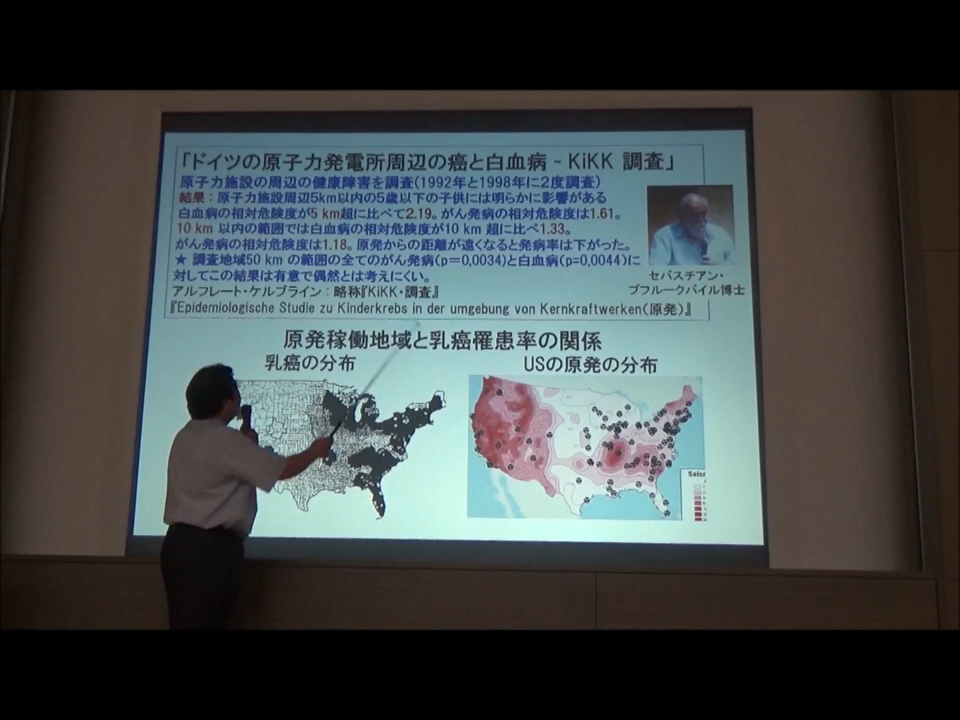 「ドイツの原子力発電所周辺の癌と白血病 - KiKK 調査」
原子力施設の周辺の健康障害を調査(1992年と1998年に2度調査)
結果：原子力施設周辺5km以内の5歳以下の子供には明らかに影響がある
白血病の相対危険度が5 km超に比べて2.19。がん発病の相対危険度は1.61。
10 km 以内の範囲では白血病の相対危険度が10 km 超に比べ1.33。
がん発病の相対危険度は1.18。原発からの距離が遠くなると発病率は下がった。
★ 調査地域50 km の範囲の全てのがん発病(p＝0,0034)と白血病(p=0,0044)に
対してこの結果は有意で偶然とは考えにくい。
アルフレート・ケルブライン：略称『KiKK・調査』
『Epidemiologische Studie zu Kinderkrebs in der umgebung von Kernkraftwerken(原発)』
セバスチアン・
プフルークバイル博士
原発稼働地域と乳癌罹患率の関係
乳癌の分布
USの原発の分布